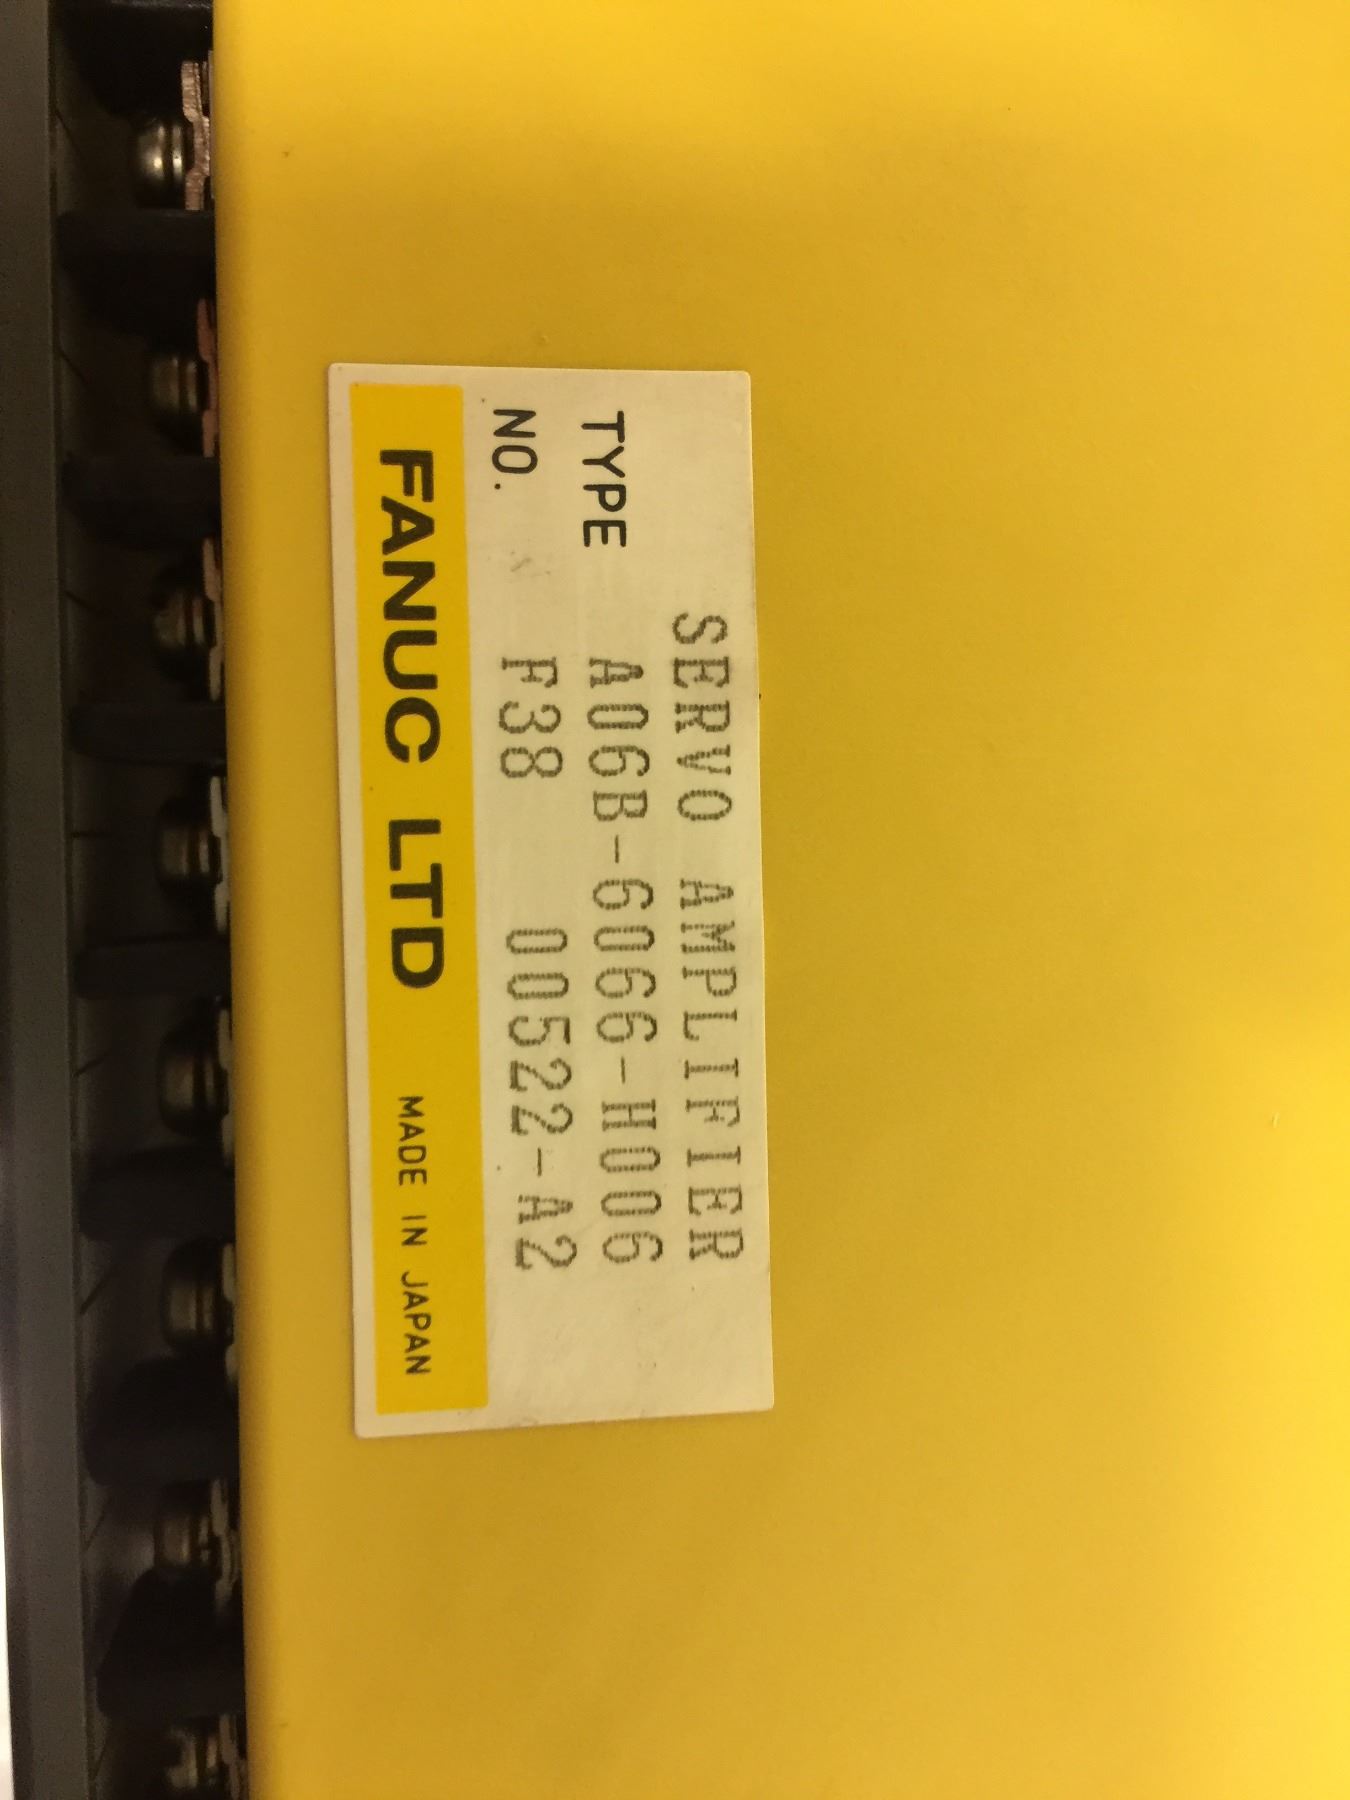 SERVO AMPLIFIER
TYPE A06B-6066-H006
NO. F38 00522-A2
FANUC LTD MADE IN JAPAN